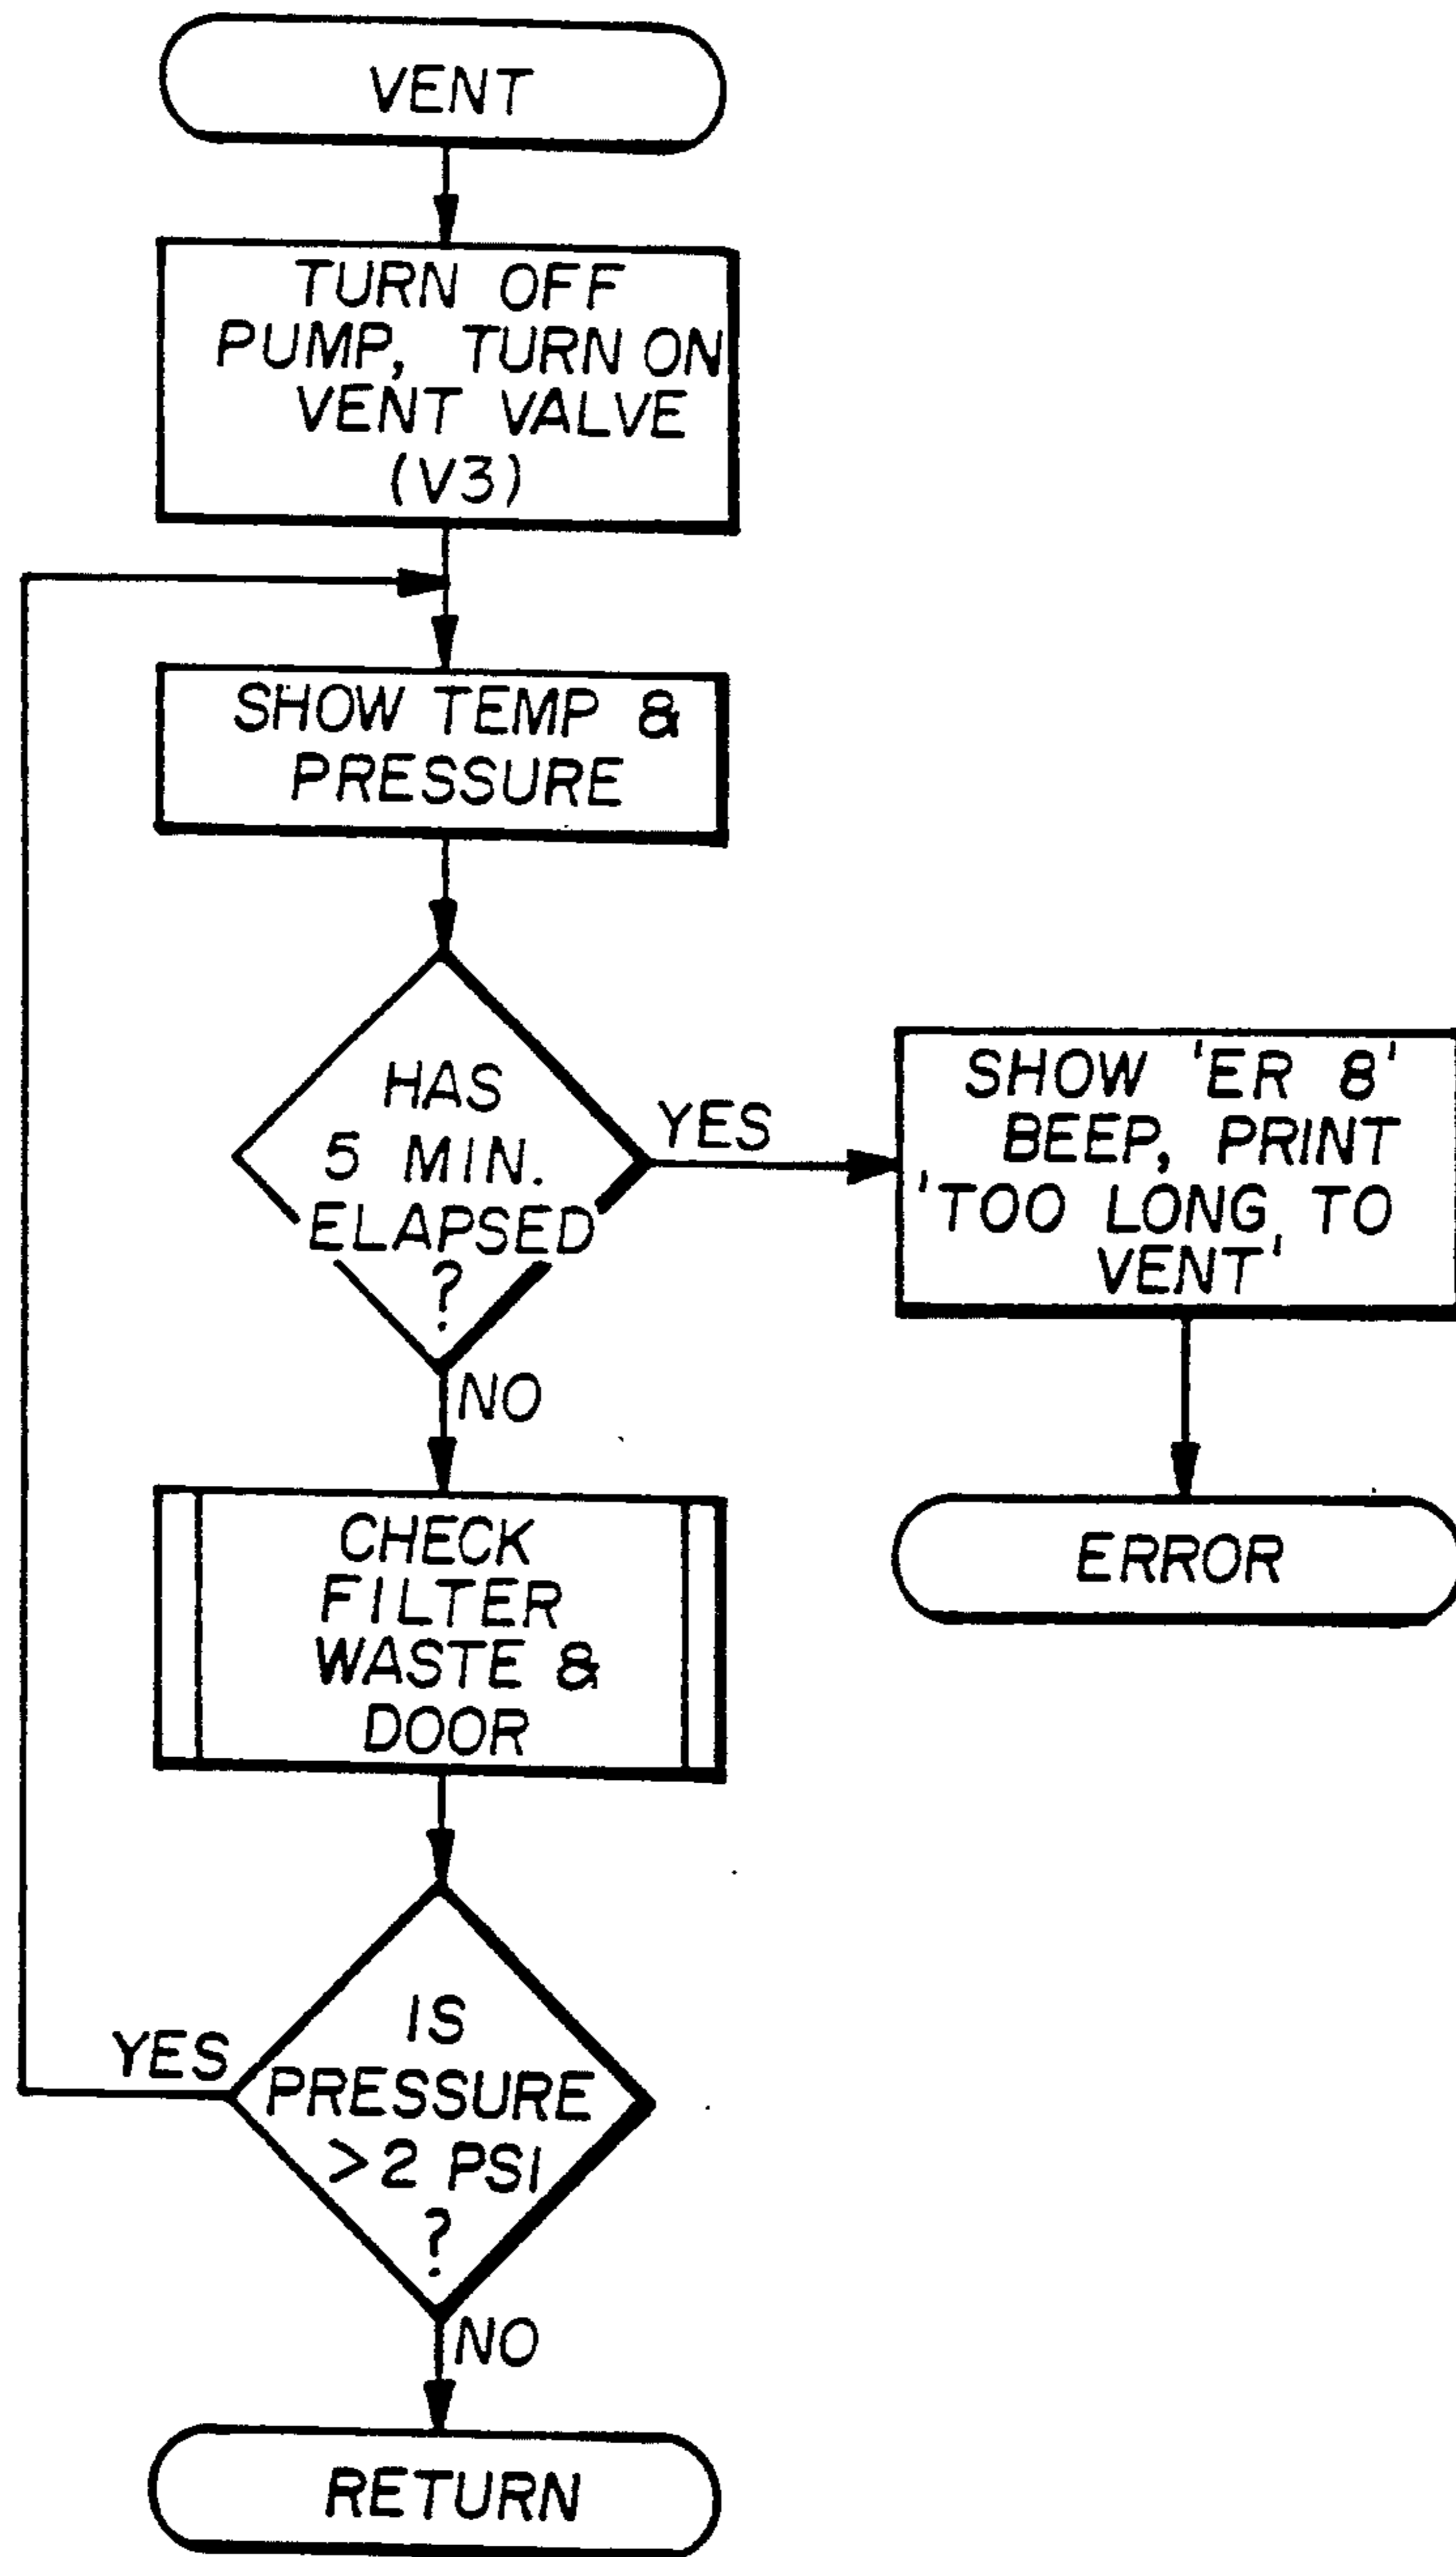 VENT
TURN OFF
PUMP, TURN ON
VENT VALVE
(V3)
SHOW TEMP &
PRESSURE
HAS
5 MIN.
ELAPSED
?
YES
SHOW 'ER 8'
BEEP, PRINT
'TOO LONG TO
VENT'
ERROR
NO
CHECK
FILTER
WASTE &
DOOR
IS
PRESSURE
>2 PSI
?
YES
NO
RETURN